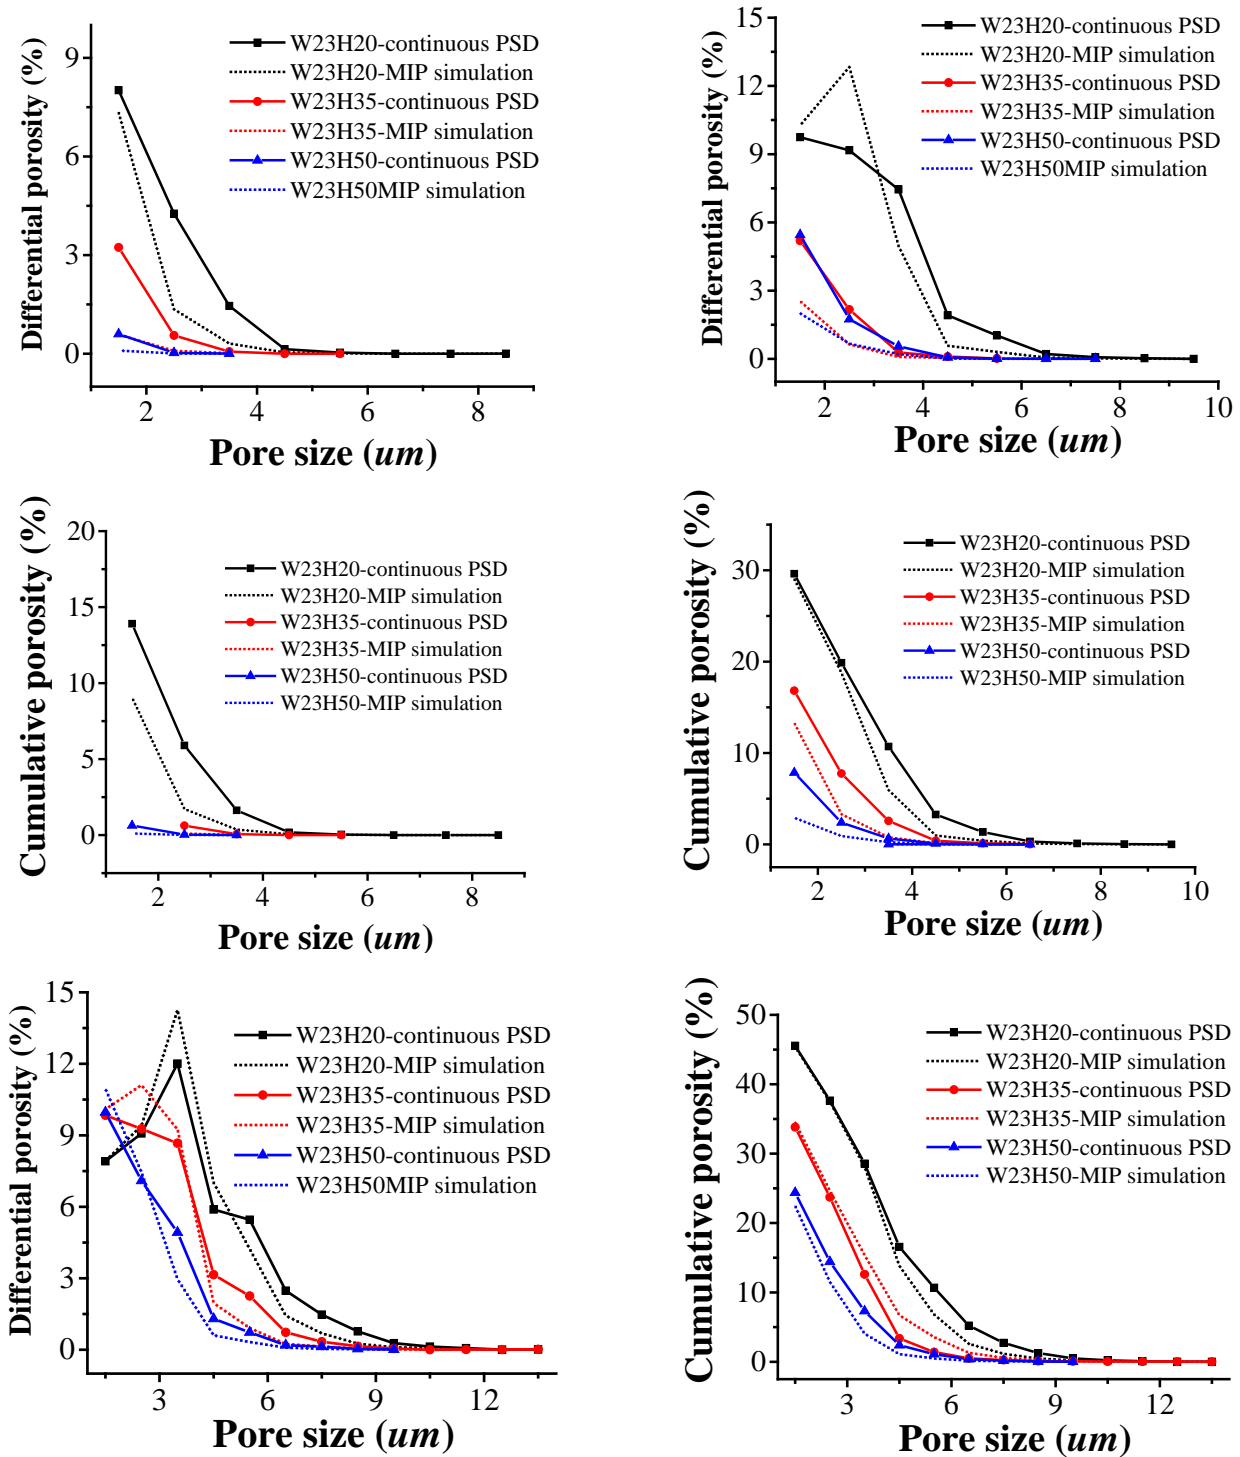 Differential porosity (%)
9
6
3
0
W23H20-continuous PSD
W23H20-MIP simulation
W23H35-continuous PSD
W23H35-MIP simulation
W23H50-continuous PSD
W23H50MIP simulation
2 4 6 8
Pore size (um)
Differential porosity (%)
15
12
9
6
3
0
W23H20-continuous PSD
W23H20-MIP simulation
W23H35-continuous PSD
W23H35-MIP simulation
W23H50-continuous PSD
W23H50MIP simulation
2 4 6 8 10
Pore size (um)
Cumulative porosity (%)
20
15
10
5
0
W23H20-continuous PSD
W23H20-MIP simulation
W23H35-continuous PSD
W23H35-MIP simulation
W23H50-continuous PSD
W23H50-MIP simulation
2 4 6 8
Pore size (um)
Cumulative porosity (%)
30
20
10
0
W23H20-continuous PSD
W23H20-MIP simulation
W23H35-continuous PSD
W23H35-MIP simulation
W23H50-continuous PSD
W23H50-MIP simulation
2 4 6 8 10
Pore size (um)
Differential porosity (%)
15
12
9
6
3
0
W23H20-continuous PSD
W23H20-MIP simulation
W23H35-continuous PSD
W23H35-MIP simulation
W23H50-continuous PSD
W23H50MIP simulation
3 6 9 12
Pore size (um)
Cumulative porosity (%)
50
40
30
20
10
0
W23H20-continuous PSD
W23H20-MIP simulation
W23H35-continuous PSD
W23H35-MIP simulation
W23H50-continuous PSD
W23H50-MIP simulation
3 6 9 12
Pore size (um)